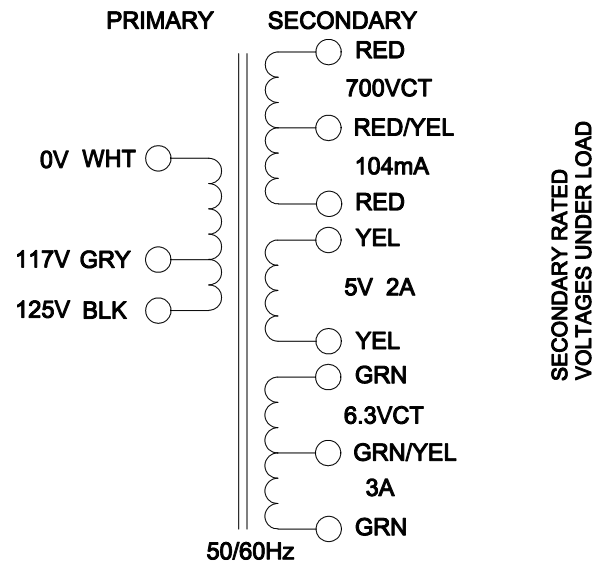 PRIMARY
SECONDARY
RED
700VCT
RED/YEL
104mA
RED
0V WHT
117V GRY
125V BLK
YEL
5V 2A
YEL
GRN
6.3VCT
GRN/YEL
3A
GRN
50/60Hz
SECONDARY RATED
VOLTAGES UNDER LOAD